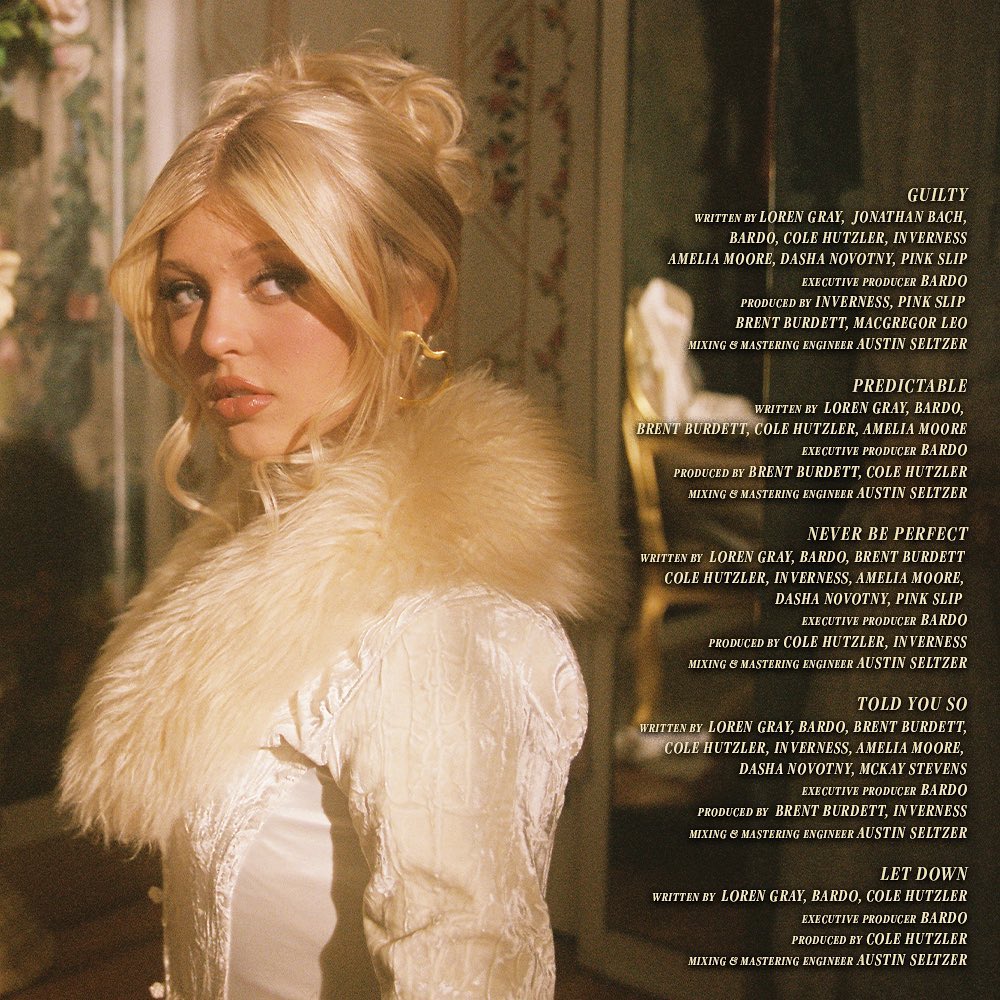 GUILTY
WRITTEN BY LOREN GRAY, JONATHAN BACH,
BARDO, COLE HUTZLER, INVERNESS
AMELIA MOORE, DASHA NOVOTNY, PINK SLIP
EXECUTIVE PRODUCER BARDO
PRODUCED BY INVERNESS, PINK SLIP
BRENT BURDETT, MACGREGOR LEO
MIXING & MASTERING ENGINEER AUSTIN SELTZER
PREDICTABLE
WRITTEN BY LOREN GRAY, BARDO,
BRENT BURDETT, COLE HUTZLER, AMELIA MOORE
EXECUTIVE PRODUCER BARDO
PRODUCED BY BRENT BURDETT, COLE HUTZLER
MIXING & MASTERING ENGINEER AUSTIN SELTZER
NEVER BE PERFECT
WRITTEN BY LOREN GRAY, BARDO, BRENT BURDETT
COLE HUTZLER, INVERNESS, AMELIA MOORE,
DASHA NOVOTNY, PINK SLIP
EXECUTIVE PRODUCER BARDO
PRODUCED BY COLE HUTZLER, INVERNESS
MIXING & MASTERING ENGINEER AUSTIN SELTZER
TOLD YOU SO
WRITTEN BY LOREN GRAY, BARDO, BRENT BURDETT,
COLE HUTZLER, INVERNESS, AMELIA MOORE,
DASHA NOVOTNY, MCKAY STEVENS
EXECUTIVE PRODUCER BARDO
PRODUCED BY BRENT BURDETT, INVERNESS
MIXING & MASTERING ENGINEER AUSTIN SELTZER
LET DOWN
WRITTEN BY LOREN GRAY, BARDO, COLE HUTZLER
EXECUTIVE PRODUCER BARDO
PRODUCED BY COLE HUTZLER
MIXING & MASTERING ENGINEER AUSTIN SELTZER